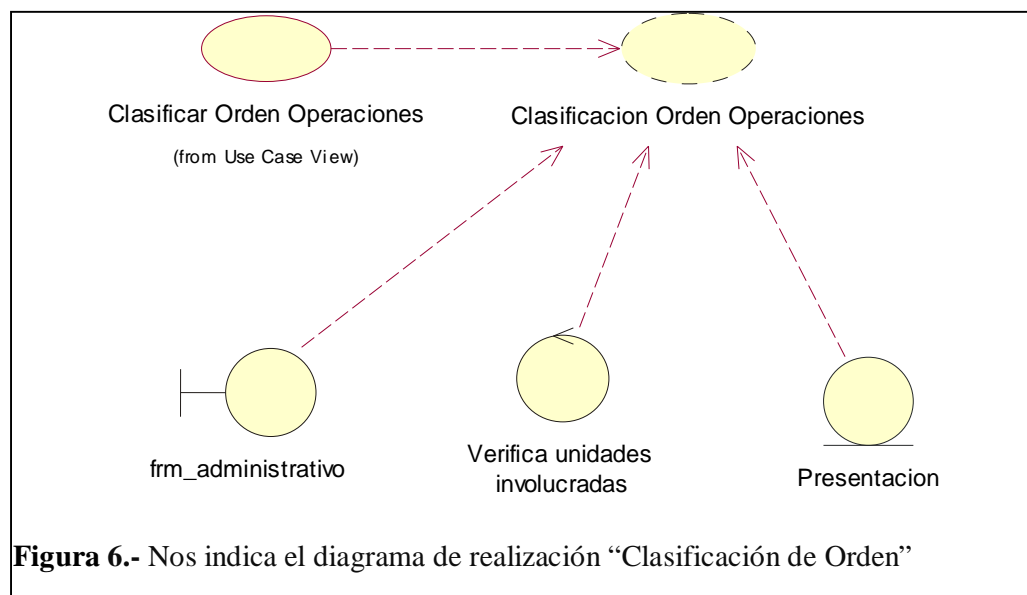 Clasificar Orden Operaciones
(from Use Case View)
Clasificacion Orden Operaciones
frm_administrativo
Verifica unidades
involucradas
Presentacion
Figura 6.- Nos indica el diagrama de realización “Clasificación de Orden”